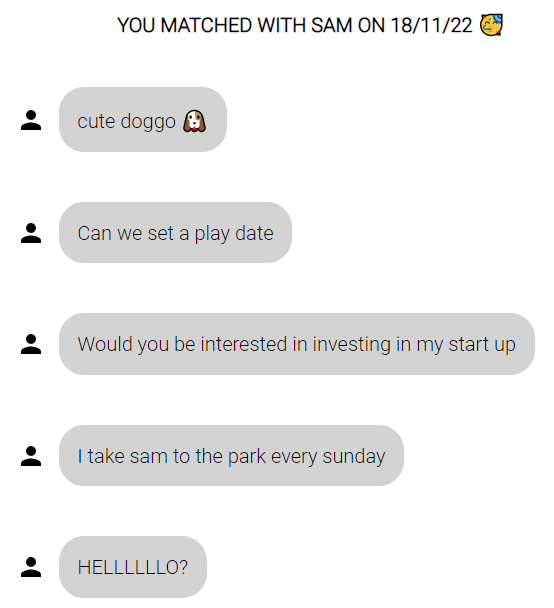 YOU MATCHED WITH SAM ON 18/11/22 🥳
cute doggo 🐶
Can we set a play date
Would you be interested in investing in my start up
I take sam to the park every sunday
HELLLLLLO?